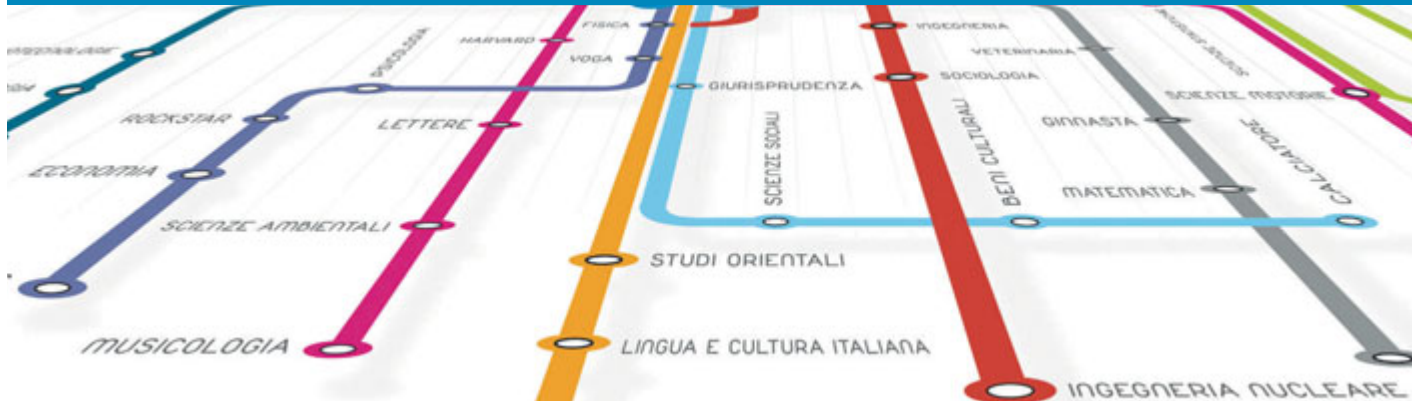 FISICA
INGEGNERIA
HARVARD
PSICOLOGIA
VETERINARIA
YOGA
SOCIOLOGIA
GIURISPRUDENZA
SCIENZE MOTORIE
ROCKSTAR
LETTERE
SCIENZE SOCIALI
BENI CULTURALI
GINNASTA
CALCIATORE
ECONOMIA
MATEMATICA
SCIENZE AMBIENTALI
STUDI ORIENTALI
MUSICOLOGIA
LINGUA E CULTURA ITALIANA
INGEGNERIA NUCLEARE